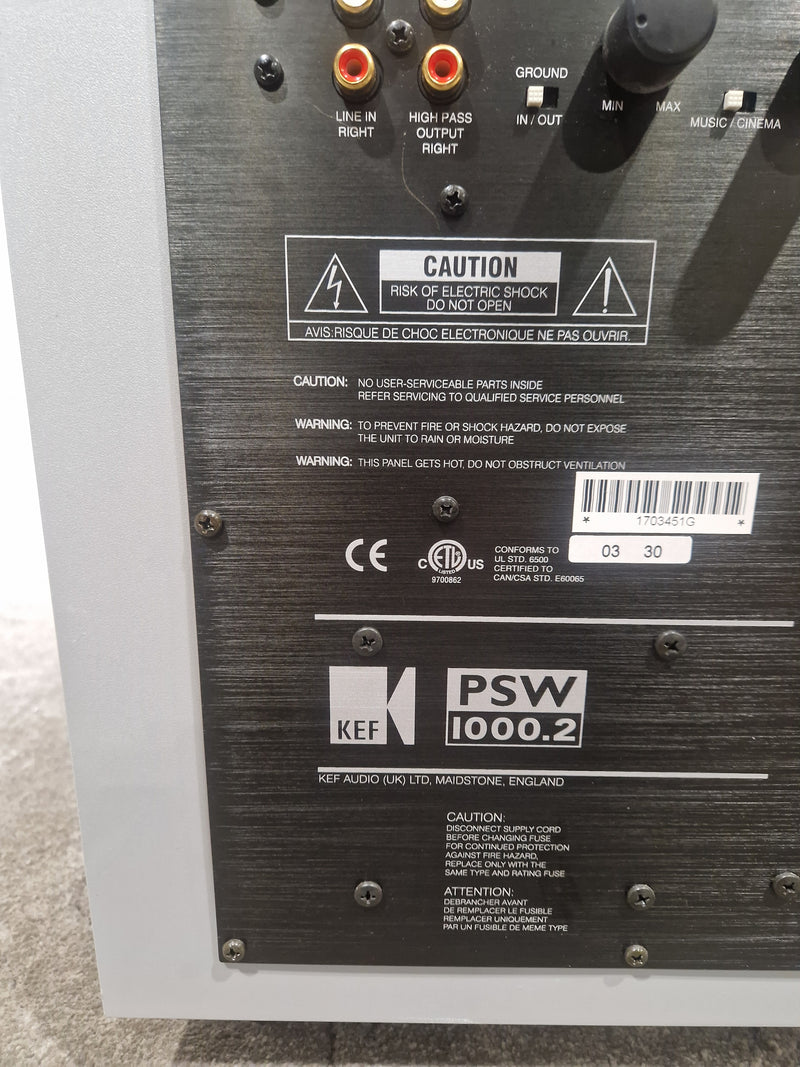 LINE IN
RIGHT
HIGH PASS
OUTPUT
RIGHT
GROUND
IN / OUT
MIN
MAX
MUSIC / CINEMA
CAUTION
RISK OF ELECTRIC SHOCK
DO NOT OPEN
AVIS:RISQUE DE CHOC ELECTRONIQUE NE PAS OUVRIR.
CAUTION: NO USER-SERVICEABLE PARTS INSIDE
REFER SERVICING TO QUALIFIED SERVICE PERSONNEL
WARNING: TO PREVENT FIRE OR SHOCK HAZARD, DO NOT EXPOSE
THE UNIT TO RAIN OR MOISTURE
WARNING: THIS PANEL GETS HOT, DO NOT OBSTRUCT VENTILATION
* 1703451G *
03 30
CE
C ETL US
LISTED
9700862
CONFORMS TO
UL STD. 6500
CERTIFIED TO
CAN/CSA STD. E60065
KEF
PSW
1000.2
KEF AUDIO (UK) LTD, MAIDSTONE, ENGLAND
CAUTION:
DISCONNECT SUPPLY CORD
BEFORE CHANGING FUSE
FOR CONTINUED PROTECTION
AGAINST FIRE HAZARD,
REPLACE ONLY WITH THE
SAME TYPE AND RATING FUSE
ATTENTION:
DEBRANCHER AVANT
DE REMPLACER LE FUSIBLE
REMPLACER UNIQUEMENT
PAR UN FUSIBLE DE MEME TYPE